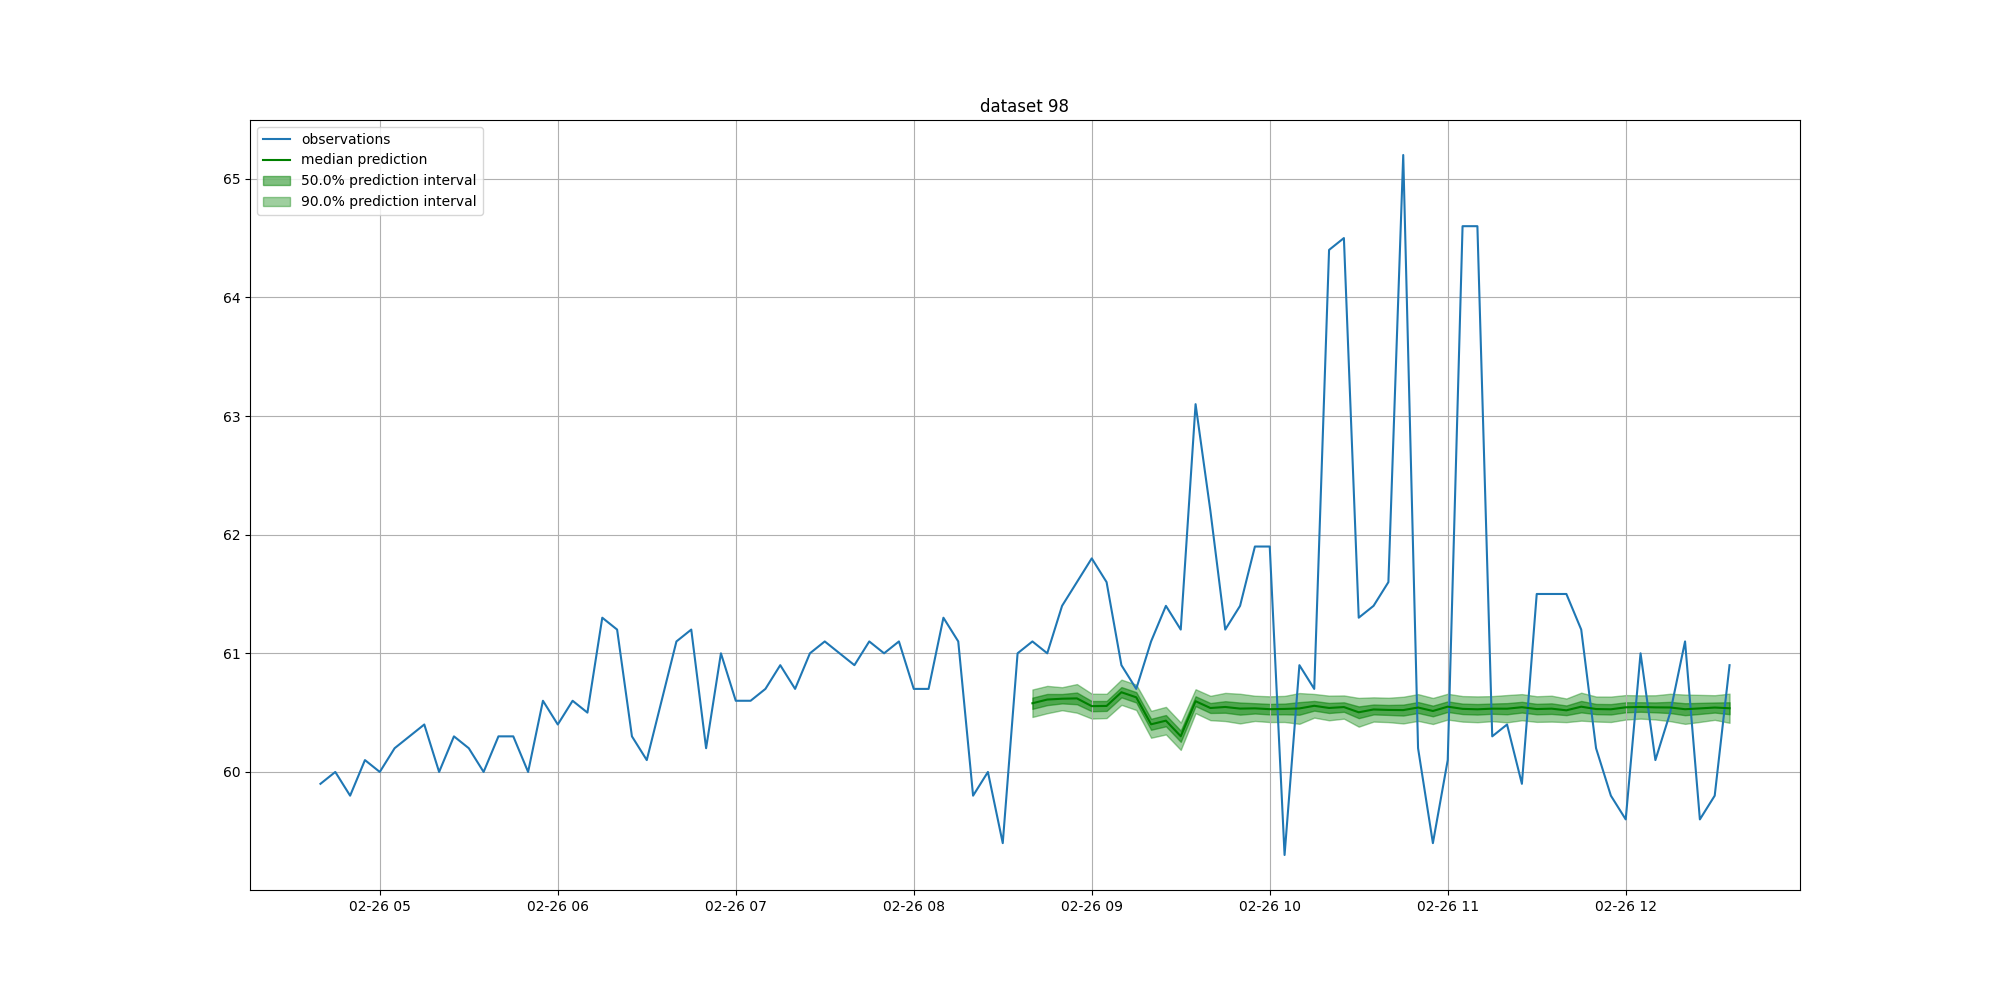 dataset 98
observations
median prediction
50.0% prediction interval
90.0% prediction interval
65
64
63
62
61
60
02-26 05 02-26 06 02-26 07 02-26 08 02-26 09 02-26 10 02-26 11 02-26 12